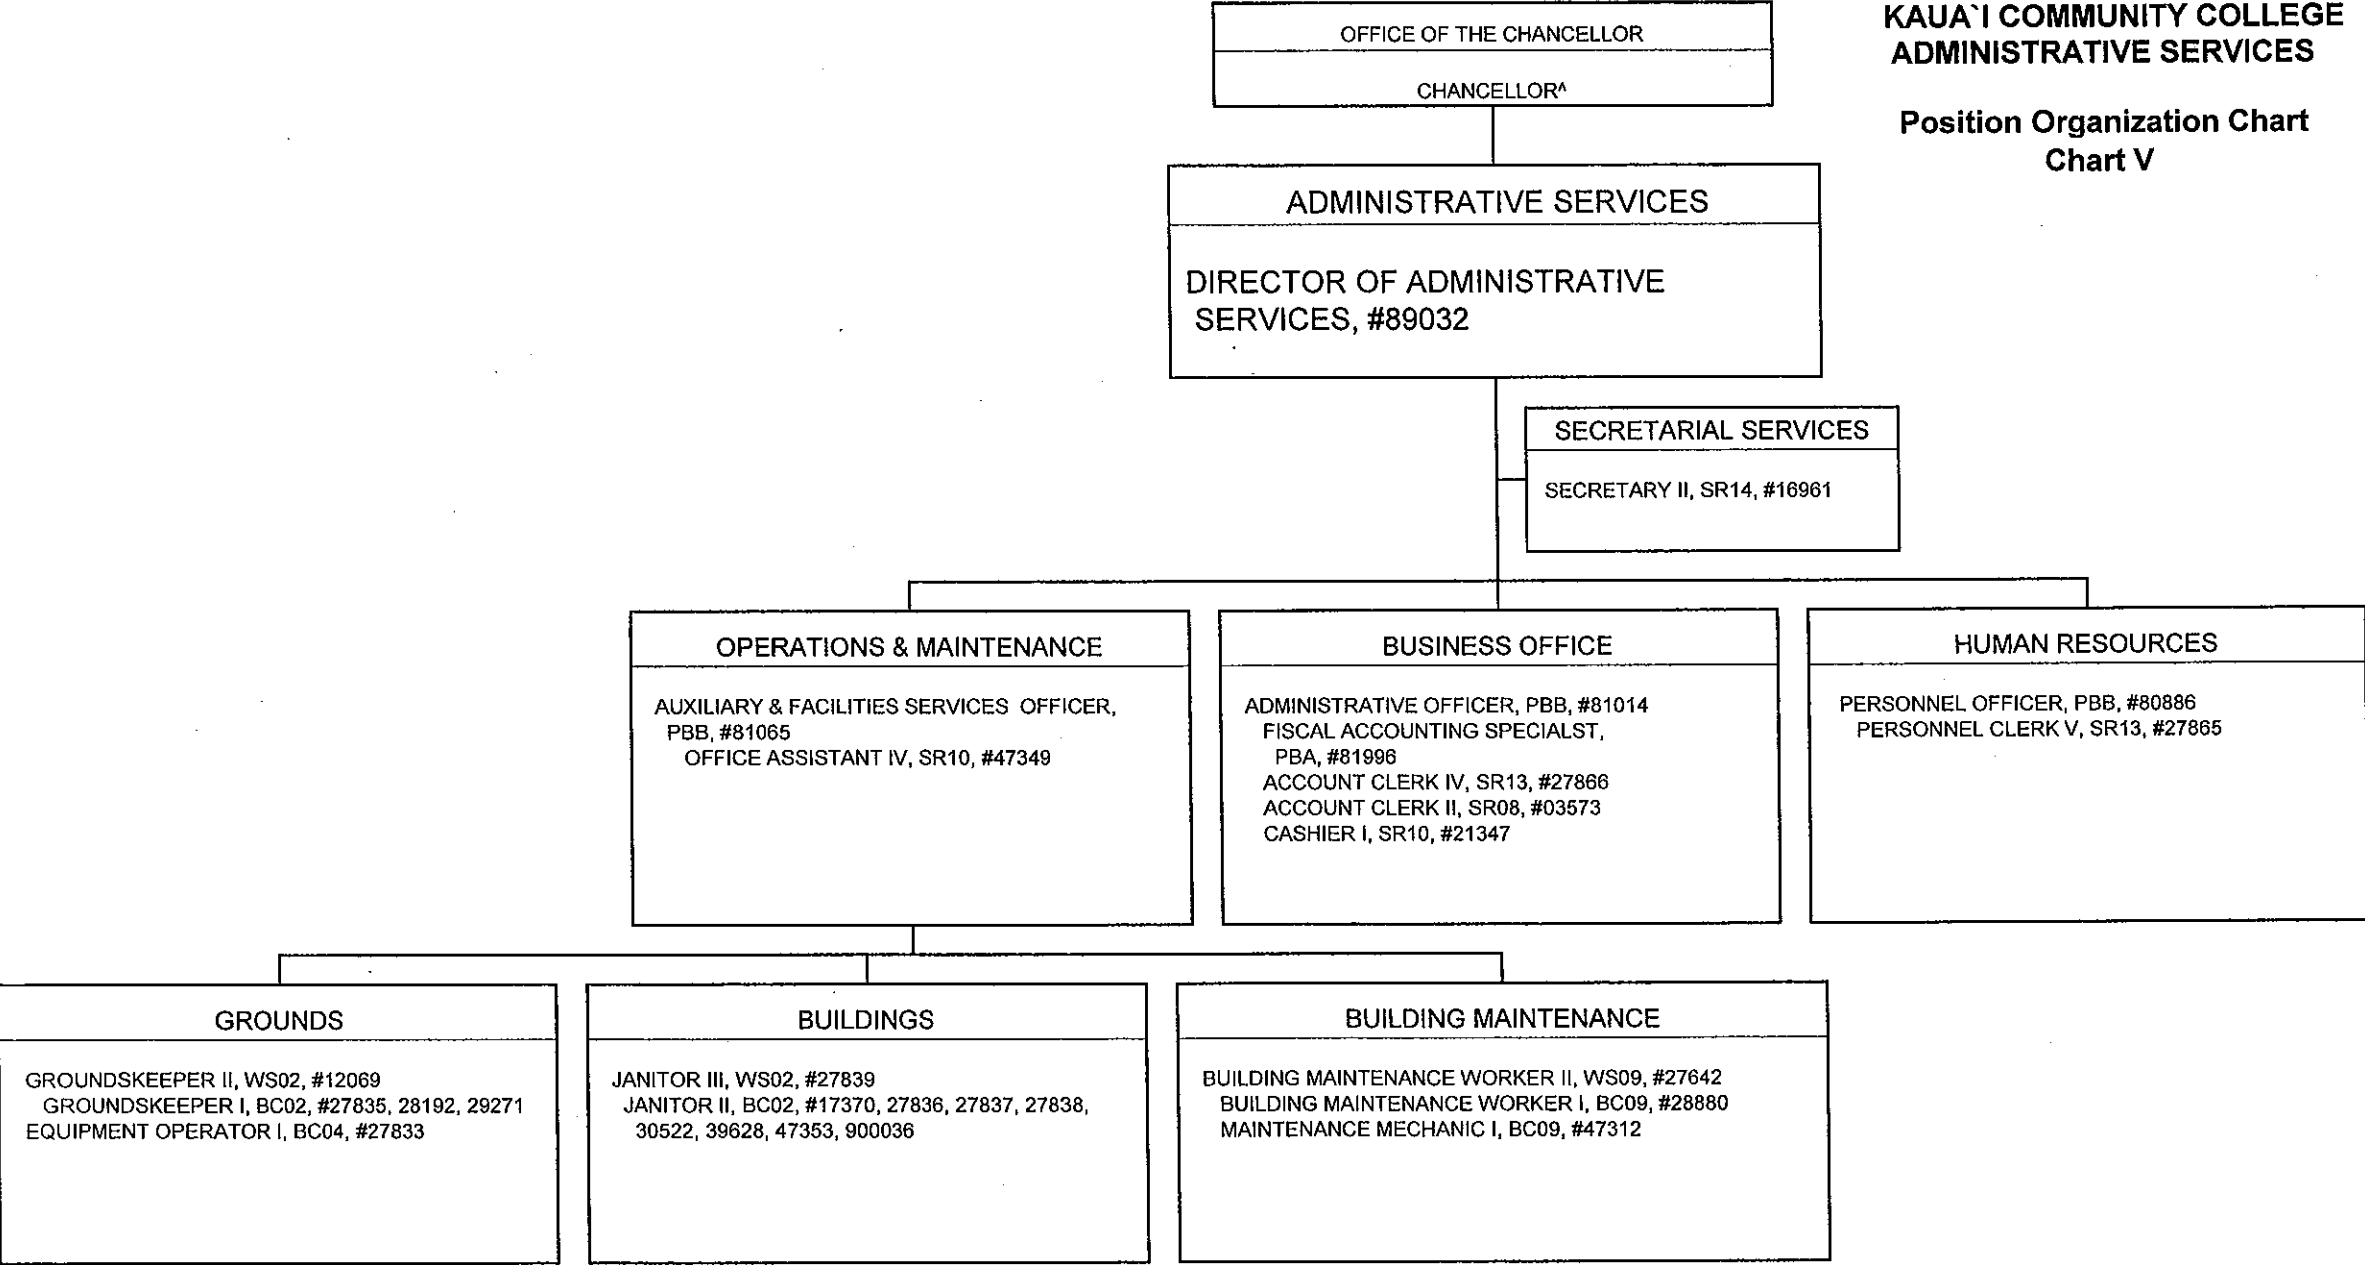 KAUA`I COMMUNITY COLLEGE
ADMINISTRATIVE SERVICES
Position Organization Chart
Chart V
OFFICE OF THE CHANCELLOR
CHANCELLOR^
ADMINISTRATIVE SERVICES
DIRECTOR OF ADMINISTRATIVE
SERVICES, #89032
SECRETARIAL SERVICES
SECRETARY II, SR14, #16961
OPERATIONS & MAINTENANCE
AUXILIARY & FACILITIES SERVICES OFFICER,
PBB, #81065
OFFICE ASSISTANT IV, SR10, #47349
BUSINESS OFFICE
ADMINISTRATIVE OFFICER, PBB, #81014
FISCAL ACCOUNTING SPECIALST,
PBA, #81996
ACCOUNT CLERK IV, SR13, #27866
ACCOUNT CLERK II, SR08, #03573
CASHIER I, SR10, #21347
HUMAN RESOURCES
PERSONNEL OFFICER, PBB, #80886
PERSONNEL CLERK V, SR13, #27865
GROUNDS
GROUNDSKEEPER II, WS02, #12069
GROUNDSKEEPER I, BC02, #27835, 28192, 29271
EQUIPMENT OPERATOR I, BC04, #27833
BUILDINGS
JANITOR III, WS02, #27839
JANITOR II, BC02, #17370, 27836, 27837, 27838,
30522, 39628, 47353, 900036
BUILDING MAINTENANCE
BUILDING MAINTENANCE WORKER II, WS09, #27642
BUILDING MAINTENANCE WORKER I, BC09, #28880
MAINTENANCE MECHANIC I, BC09, #47312